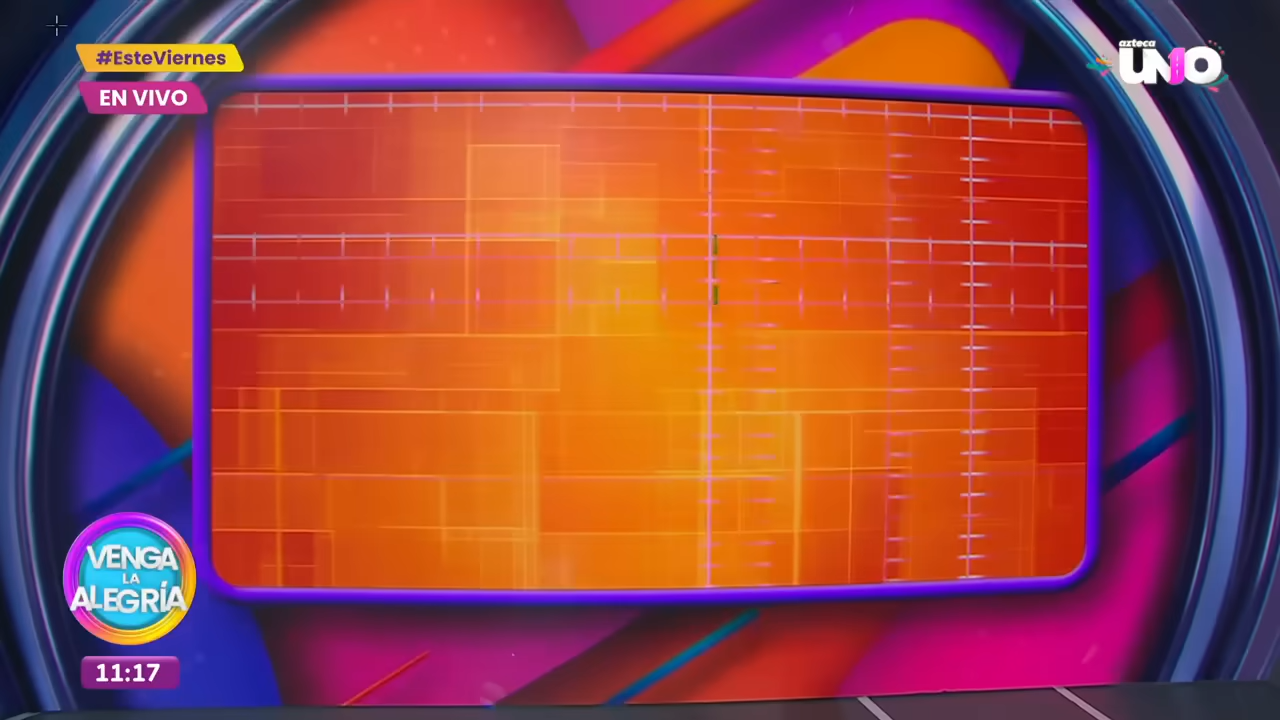 #EsteViernes
EN VIVO
azteca
UNO
VENGA
LA
ALEGRÍA
11:17